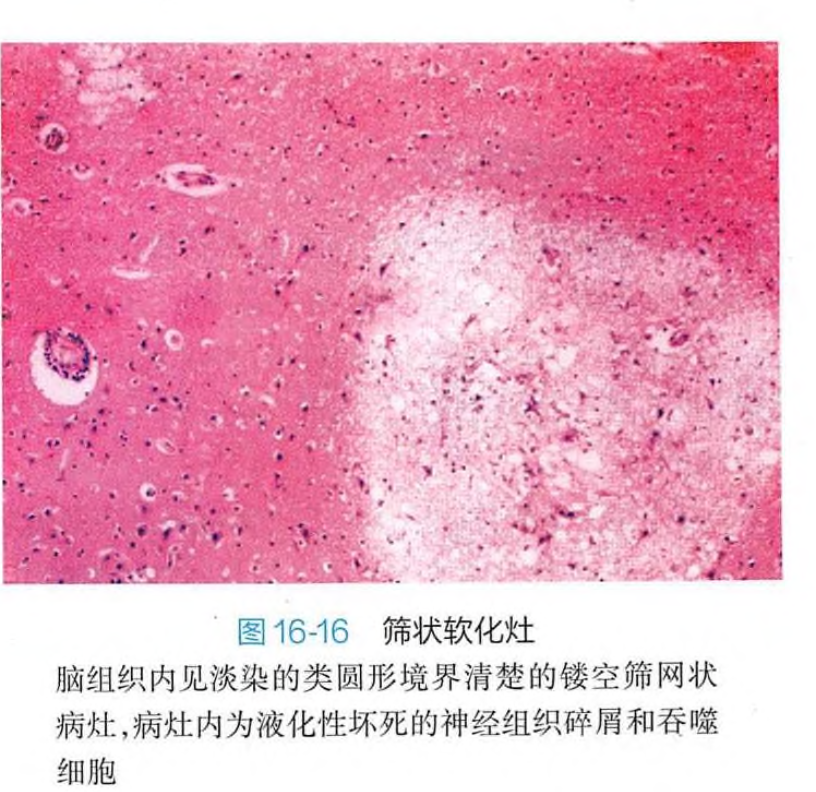 图 16-16 筛状软化灶
脑组织内见淡染的类圆形境界清楚的镂空筛网状
病灶,病灶内为液化性坏死的神经组织碎屑和吞噬
细胞